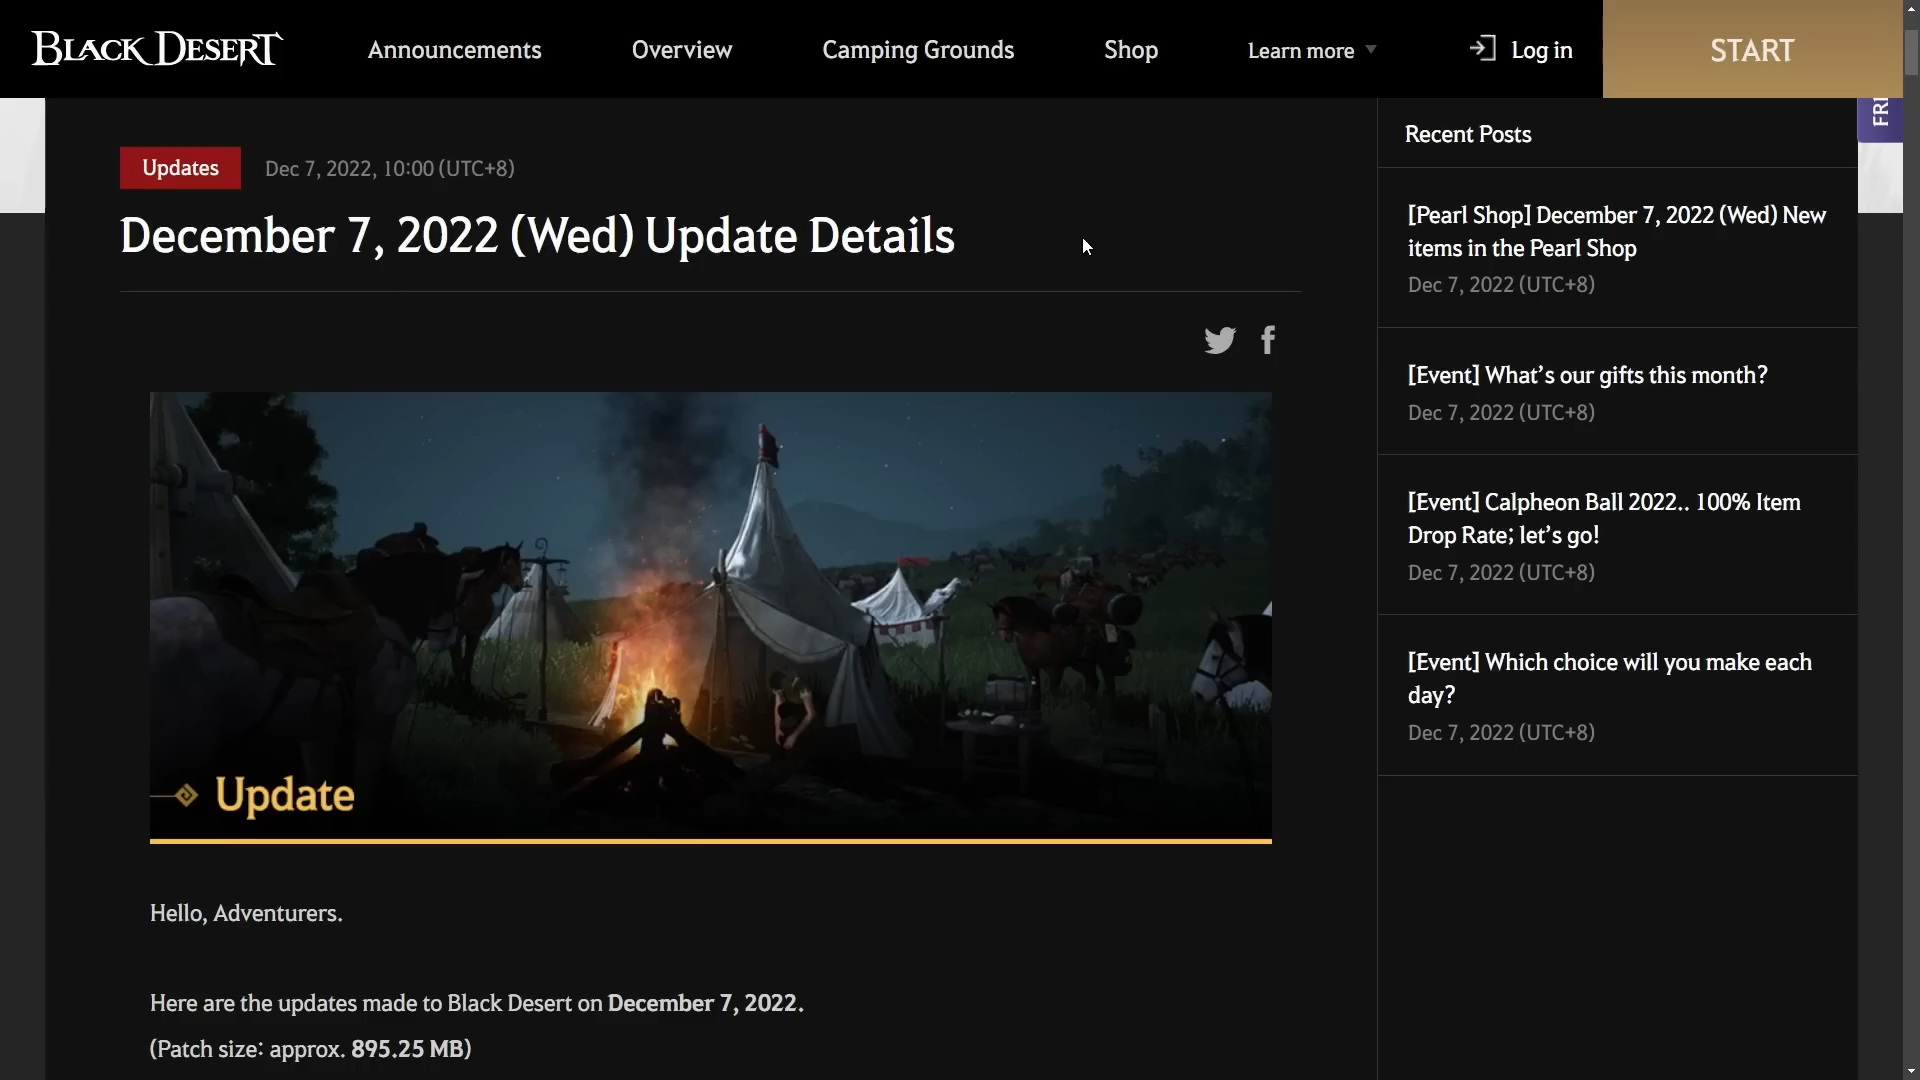 BLACK DESERT
Announcements
Overview
Camping Grounds
Shop
Learn more
Log in
START
Updates
Dec 7, 2022, 10:00 (UTC+8)
December 7, 2022 (Wed) Update Details
Update
Hello, Adventurers.
Here are the updates made to Black Desert on December 7, 2022.
(Patch size: approx. 895.25 MB)
Recent Posts
[Pearl Shop] December 7, 2022 (Wed) New
items in the Pearl Shop
Dec 7, 2022 (UTC+8)
[Event] What’s our gifts this month?
Dec 7, 2022 (UTC+8)
[Event] Calpheon Ball 2022.. 100% Item
Drop Rate; let’s go!
Dec 7, 2022 (UTC+8)
[Event] Which choice will you make each
day?
Dec 7, 2022 (UTC+8)